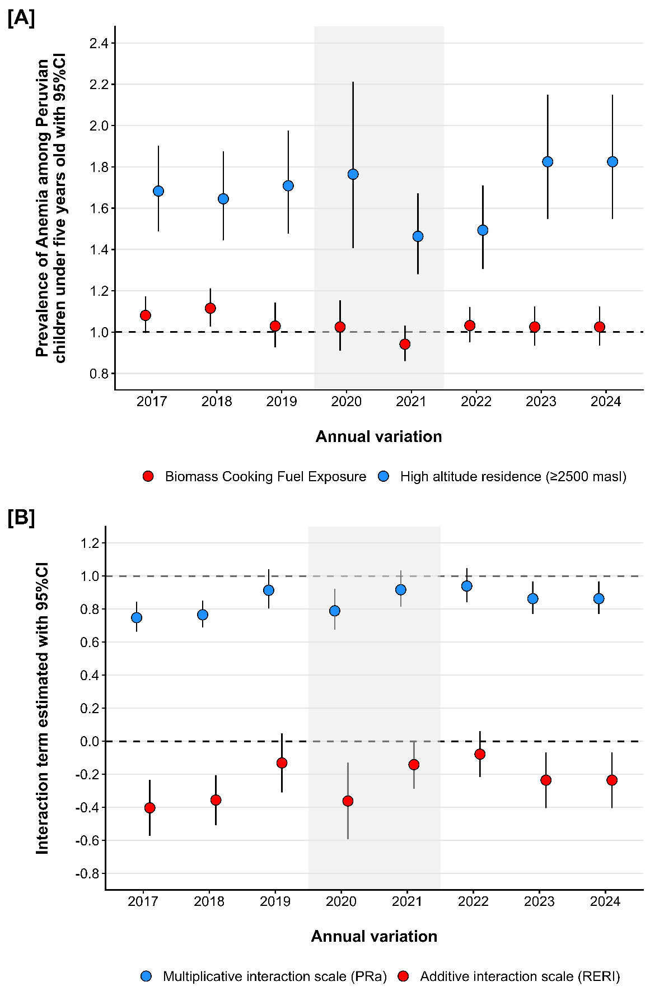 [A]
Prevalence of Anemia among Peruvian
children under five years old with 95%CI
2.4
2.2
2.0
1.8
1.6
1.4
1.2
1.0
0.8
2017 2018 2019 2020 2021 2022 2023 2024
Annual variation
Biomass Cooking Fuel Exposure High altitude residence (≥2500 masl)
[B]
Interaction term estimated with 95%CI
1.2
1.0
0.8
0.6
0.4
0.2
0.0
-0.2
-0.4
-0.6
-0.8
2017 2018 2019 2020 2021 2022 2023 2024
Annual variation
Multiplicative interaction scale (PRa) Additive interaction scale (RERI)